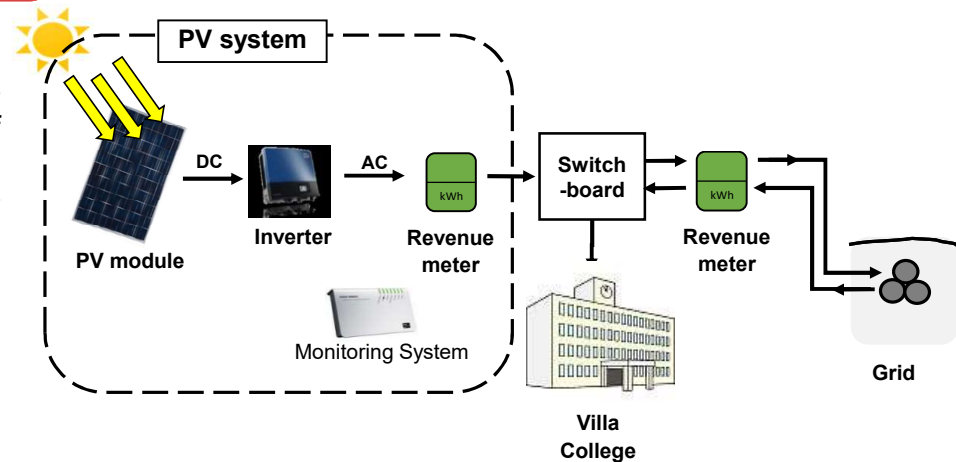 PV system
DC
AC
kWh
Switch
-board
kWh
PV module
Inverter
Revenue
meter
Revenue
meter
Monitoring System
Grid
Villa
College